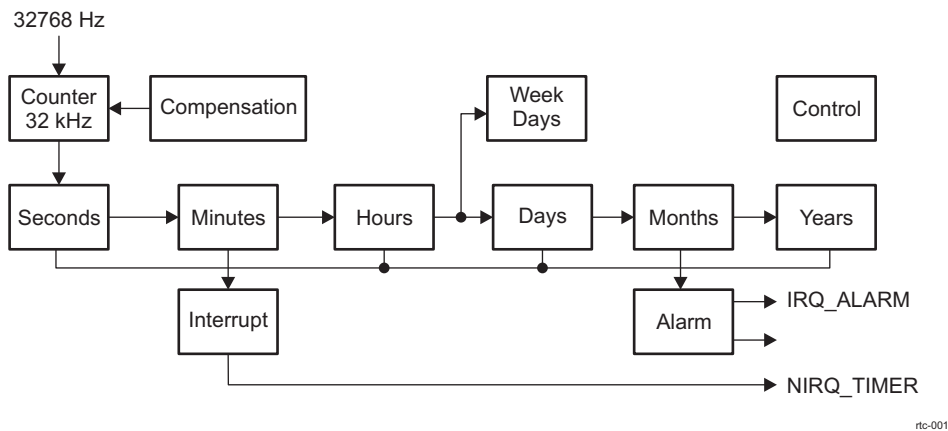 32768 Hz
Counter
32 kHz
Compensation
Week
Days
Control
Seconds
Minutes
Hours
Days
Months
Years
Interrupt
Alarm
IRQ_ALARM
NIRQ_TIMER
rtc-001